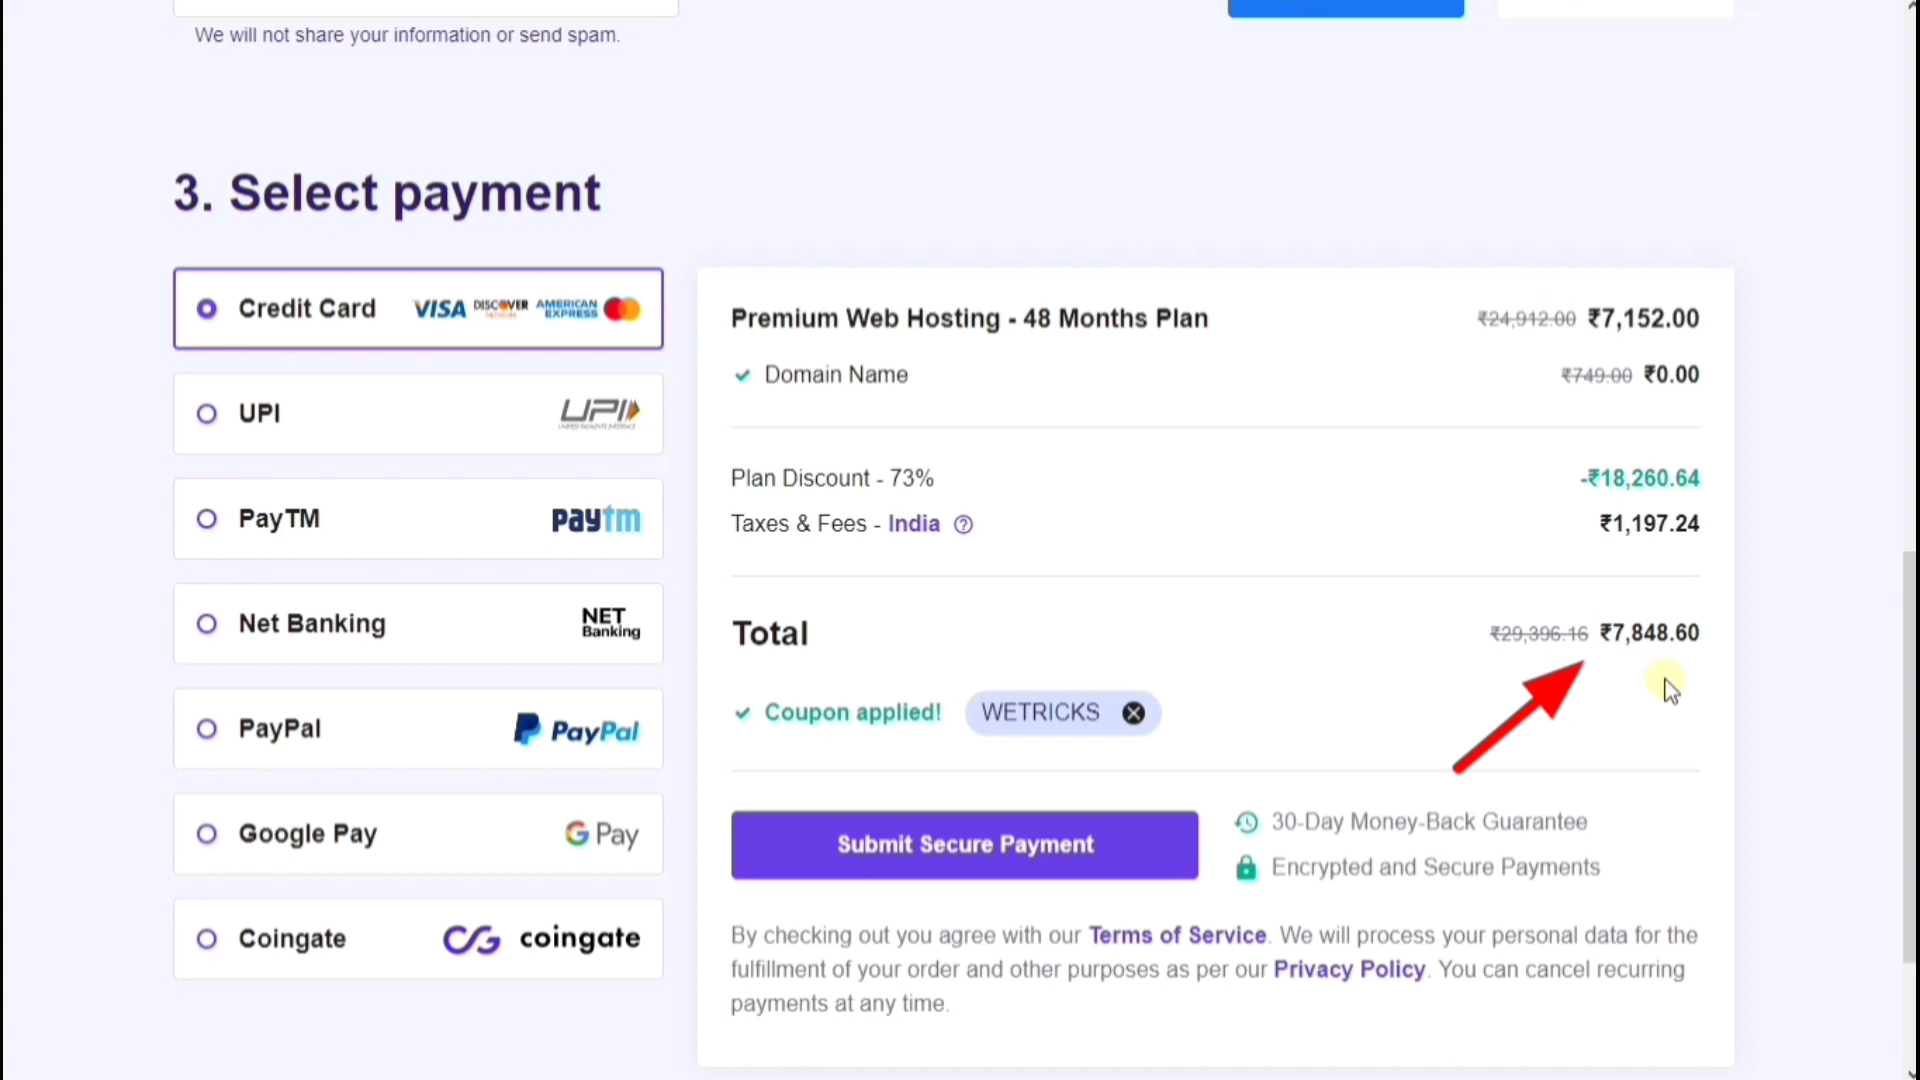 We will not share your information or send spam.
3. Select payment
Credit Card VISA DISCOVER AMERICAN EXPRESS
UPI UPI
PayTM paytm
Net Banking NET Banking
PayPal PayPal
Google Pay G Pay
Coingate coingate
Premium Web Hosting - 48 Months Plan ₹24,912.00 ₹7,152.00
Domain Name ₹749.00 ₹0.00
Plan Discount - 73% -₹18,260.64
Taxes & Fees - India ? ₹1,197.24
Total ₹29,396.16 ₹7,848.60
Coupon applied! WETRICKS
Submit Secure Payment
30-Day Money-Back Guarantee
Encrypted and Secure Payments
By checking out you agree with our Terms of Service. We will process your personal data for the
fulfillment of your order and other purposes as per our Privacy Policy. You can cancel recurring
payments at any time.